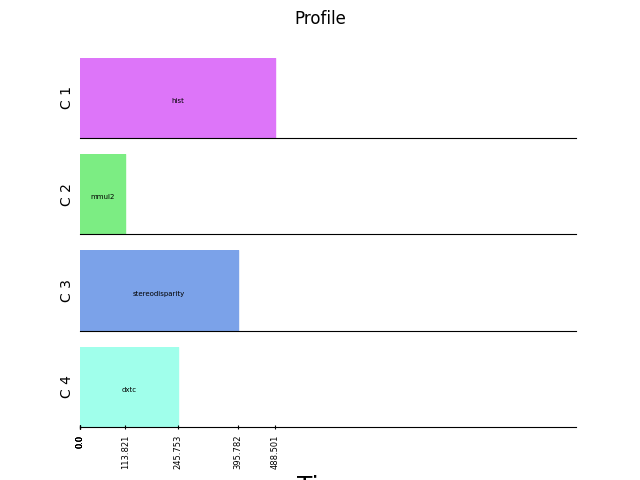 Profile
C 1
hist
C 2
mmul2
C 3
stereodisparity
C 4
dxtc
0.0
113.821
245.753
395.782
488.501